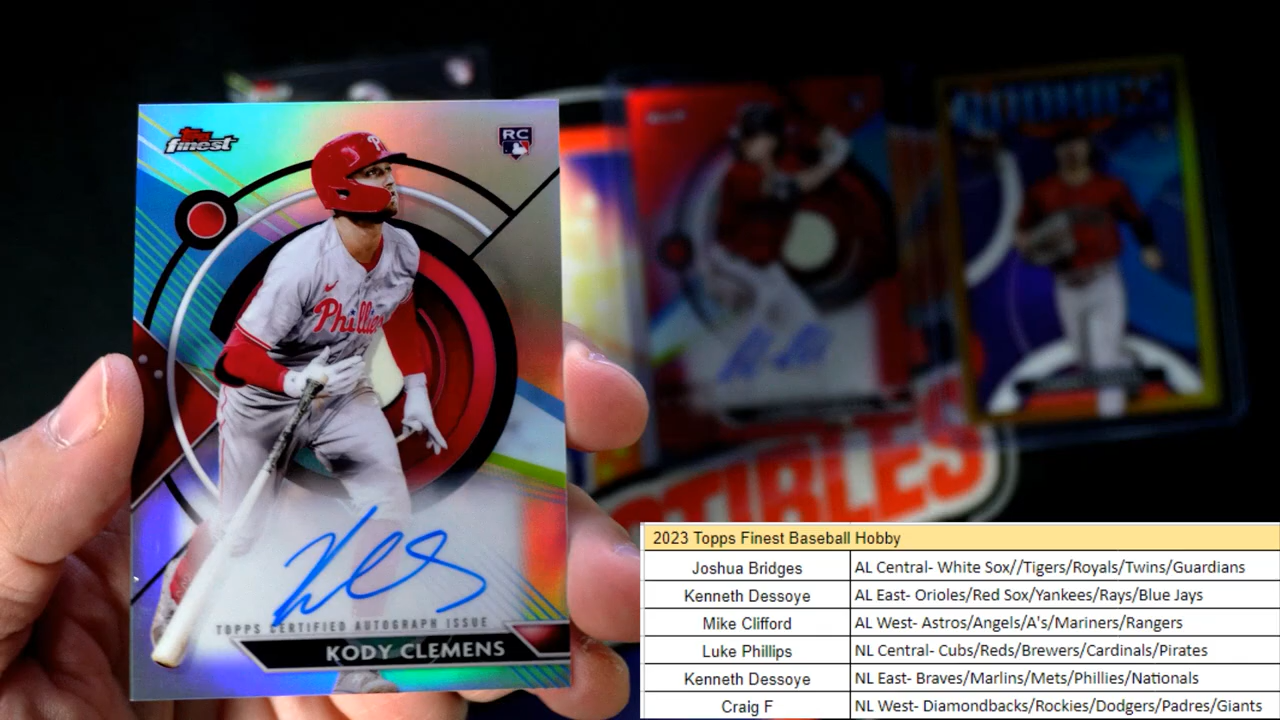 Topps
finest
RC
Phillies
TOPPS CERTIFIED AUTOGRAPH ISSUE
KODY CLEMENS
ROOKIES
TIBLES
2023 Topps Finest Baseball Hobby
Joshua Bridges AL Central- White Sox//Tigers/Royals/Twins/Guardians
Kenneth Dessoye AL East- Orioles/Red Sox/Yankees/Rays/Blue Jays
Mike Clifford AL West- Astros/Angels/A's/Mariners/Rangers
Luke Phillips NL Central- Cubs/Reds/Brewers/Cardinals/Pirates
Kenneth Dessoye NL East- Braves/Marlins/Mets/Phillies/Nationals
Craig F NL West- Diamondbacks/Rockies/Dodgers/Padres/Giants